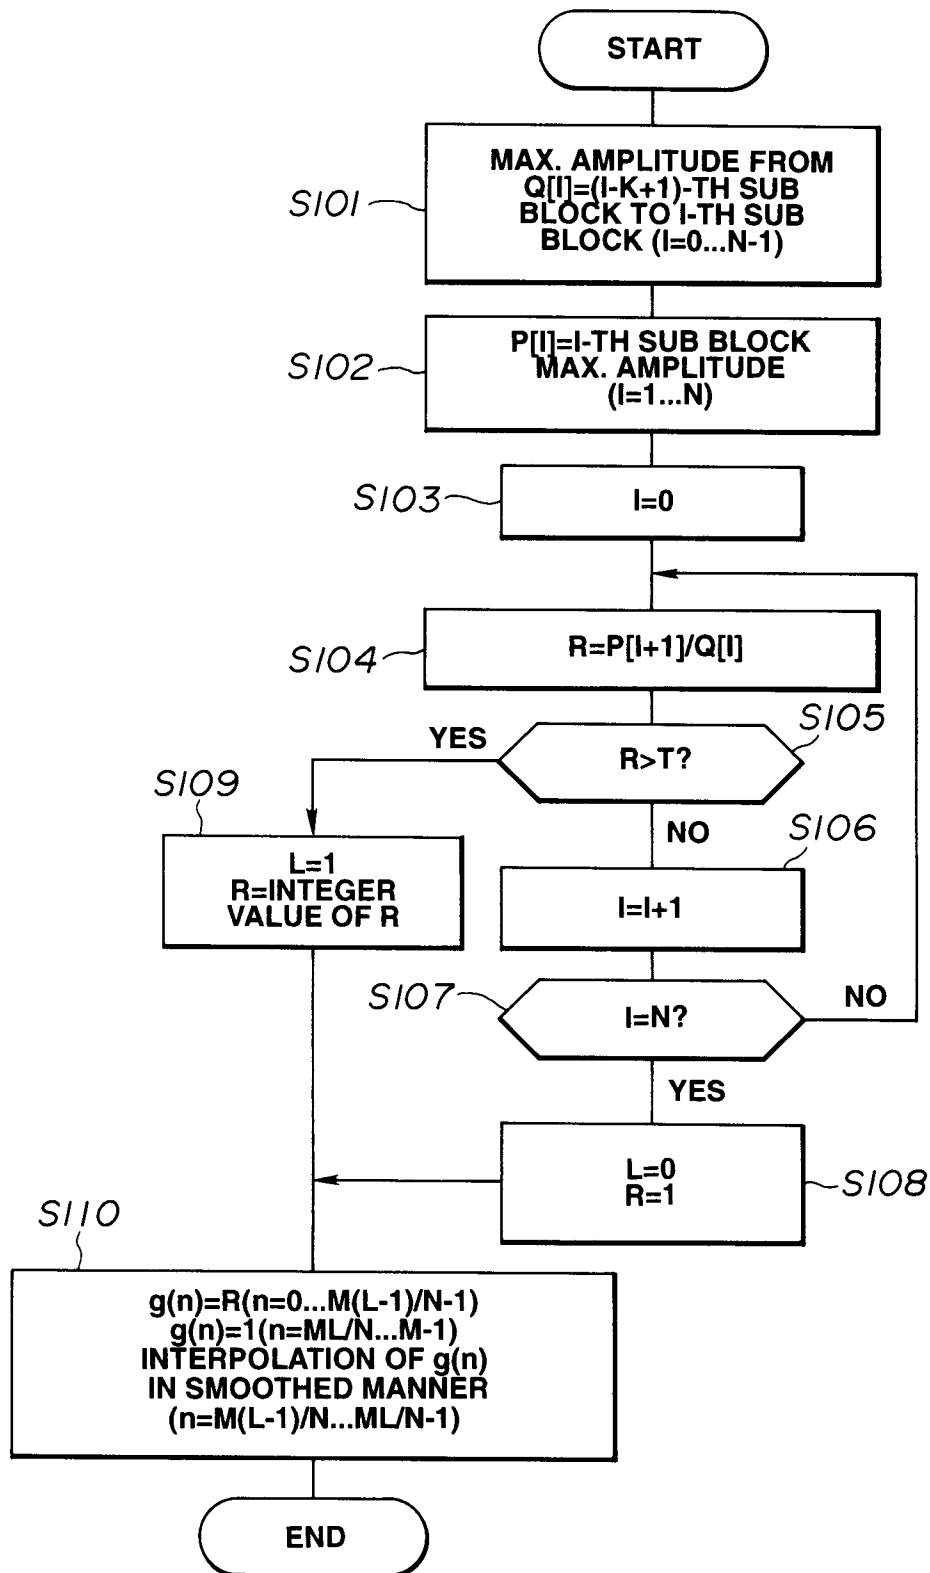 START
MAX. AMPLITUDE FROM
Q[I]=(I-K+1)-TH SUB
BLOCK TO I-TH SUB
BLOCK (I=0...N-1)
S101
P[I]=I-TH SUB BLOCK
MAX. AMPLITUDE
(I=1...N)
S102
I=0
S103
R=P[I+1]/Q[I]
S104
S105
YES
R>T?
S109
NO
S106
L=1
R=INTEGER
VALUE OF R
I=I+1
S107
I=N?
NO
YES
L=0
R=1
S108
S110
g(n)=R(n=0...M(L-1)/N-1)
g(n)=1(n=ML/N...M-1)
INTERPOLATION OF g(n)
IN SMOOTHED MANNER
(n=M(L-1)/N...ML/N-1)
END